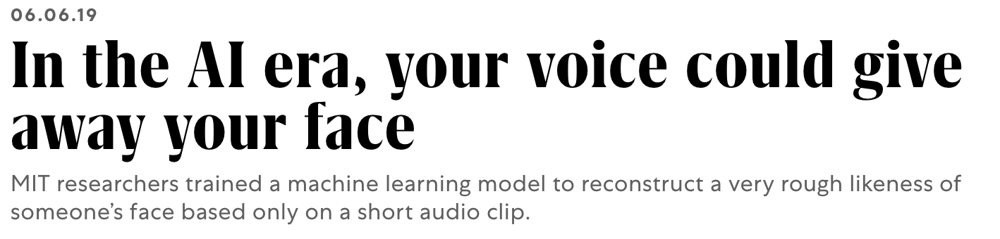 06.06.19
In the AI era, your voice could give
away your face
MIT researchers trained a machine learning model to reconstruct a very rough likeness of
someone’s face based only on a short audio clip.